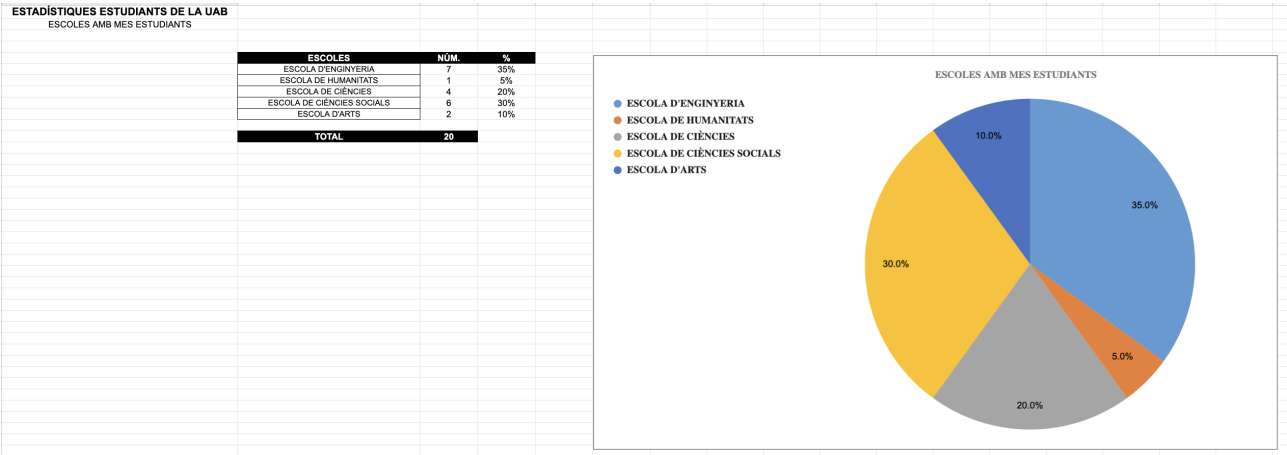 ESTADÍSTIQUES ESTUDIANTS DE LA UAB
ESCOLES AMB MES ESTUDIANTS
ESCOLES NÚM. %
ESCOLA D'ENGINYERIA 7 35%
ESCOLA DE HUMANITATS 1 5%
ESCOLA DE CIÈNCIES 4 20%
ESCOLA DE CIÈNCIES SOCIALS 6 30%
ESCOLA D'ARTS 2 10%
TOTAL 20
ESCOLES AMB MES ESTUDIANTS
ESCOLA D'ENGINYERIA
ESCOLA DE HUMANITATS
ESCOLA DE CIÈNCIES
ESCOLA DE CIÈNCIES SOCIALS
ESCOLA D'ARTS
10.0%
35.0%
30.0%
5.0%
20.0%